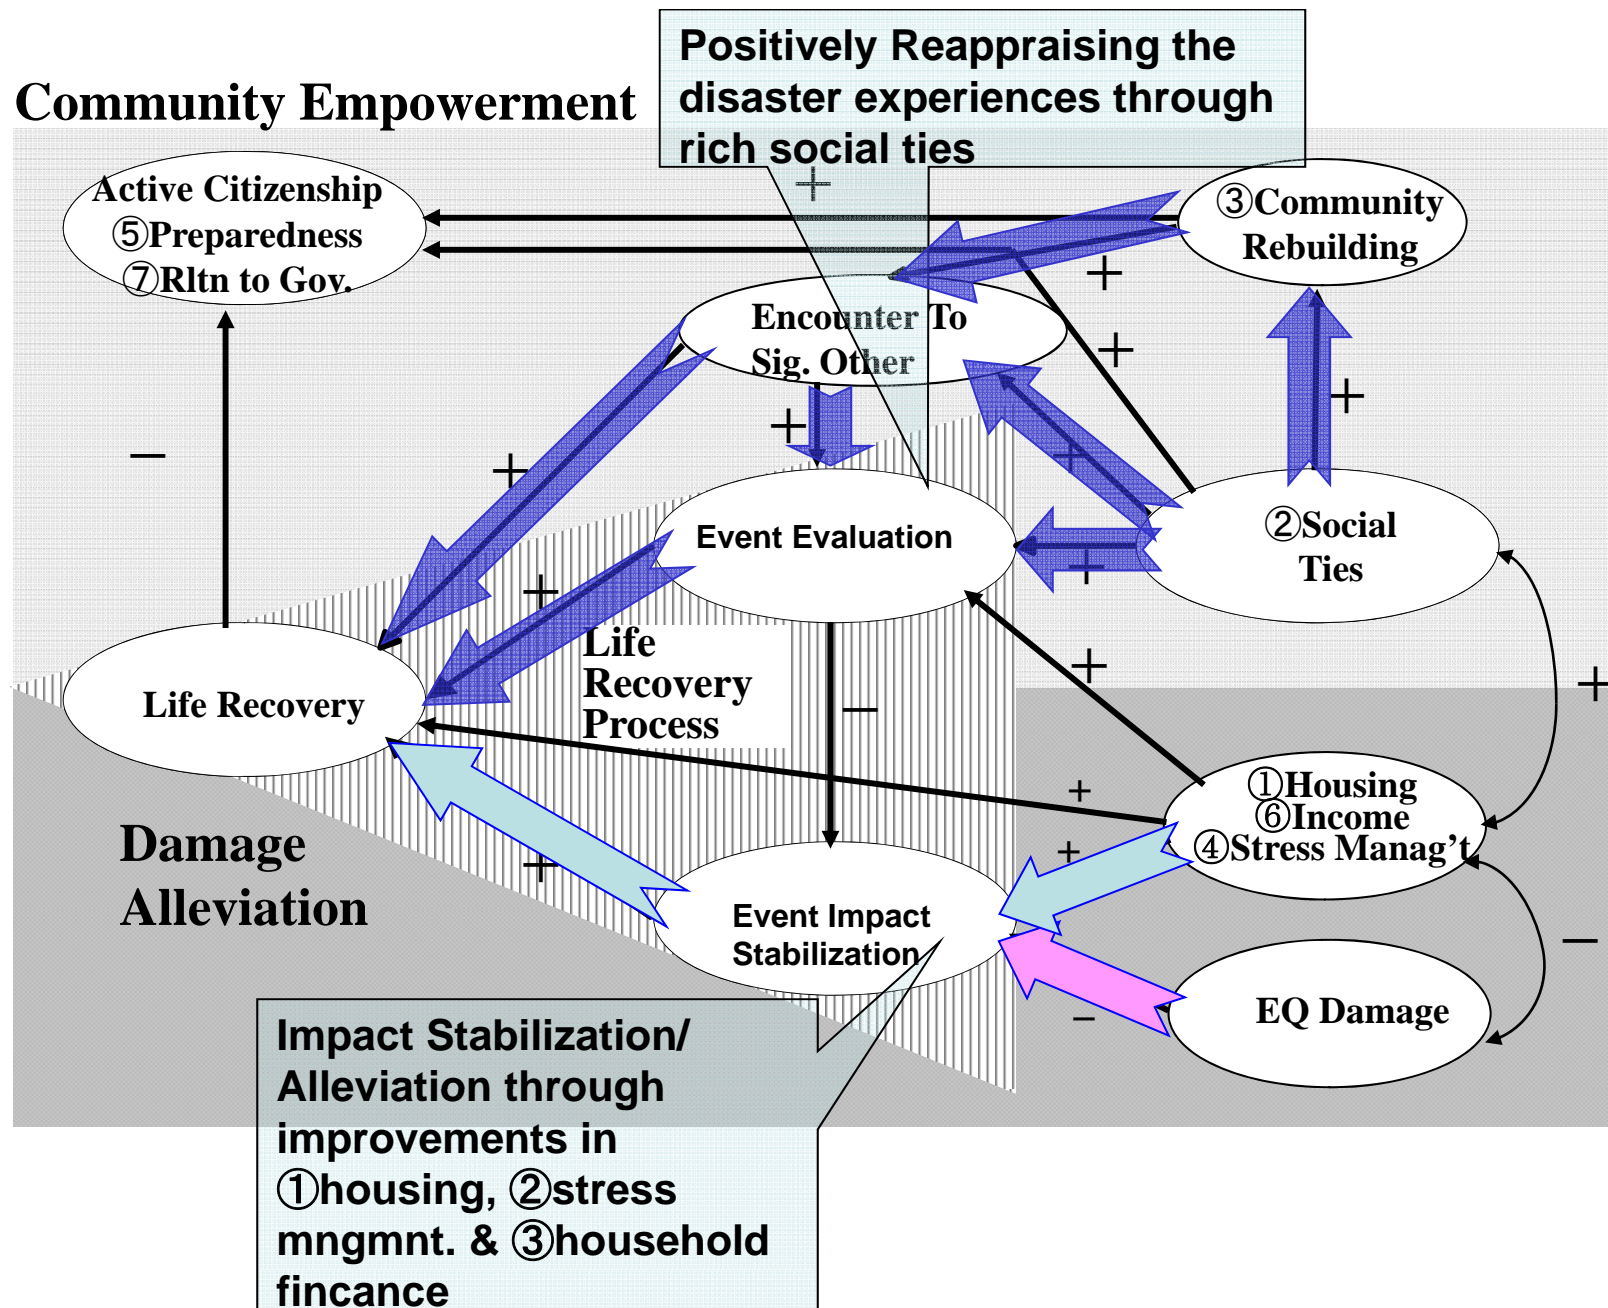 Positively Reappraising the
disaster experiences through
rich social ties
Community Empowerment
+
Active Citizenship
⑤Preparedness
⑦Rltn to Gov.
③Community
Rebuilding
+
Encounter To
Sig. Other
+
+
+
−
+
+
②Social
Ties
Event Evaluation
+
+
Life
Recovery
Process
+
+
Life Recovery
−
①Housing
⑥Income
④Stress Manag't
+
+
Damage
Alleviation
+
Event Impact
Stabilization
−
EQ Damage
−
Impact Stabilization/
Alleviation through
improvements in
①housing, ②stress
mngmnt. & ③household
fincance